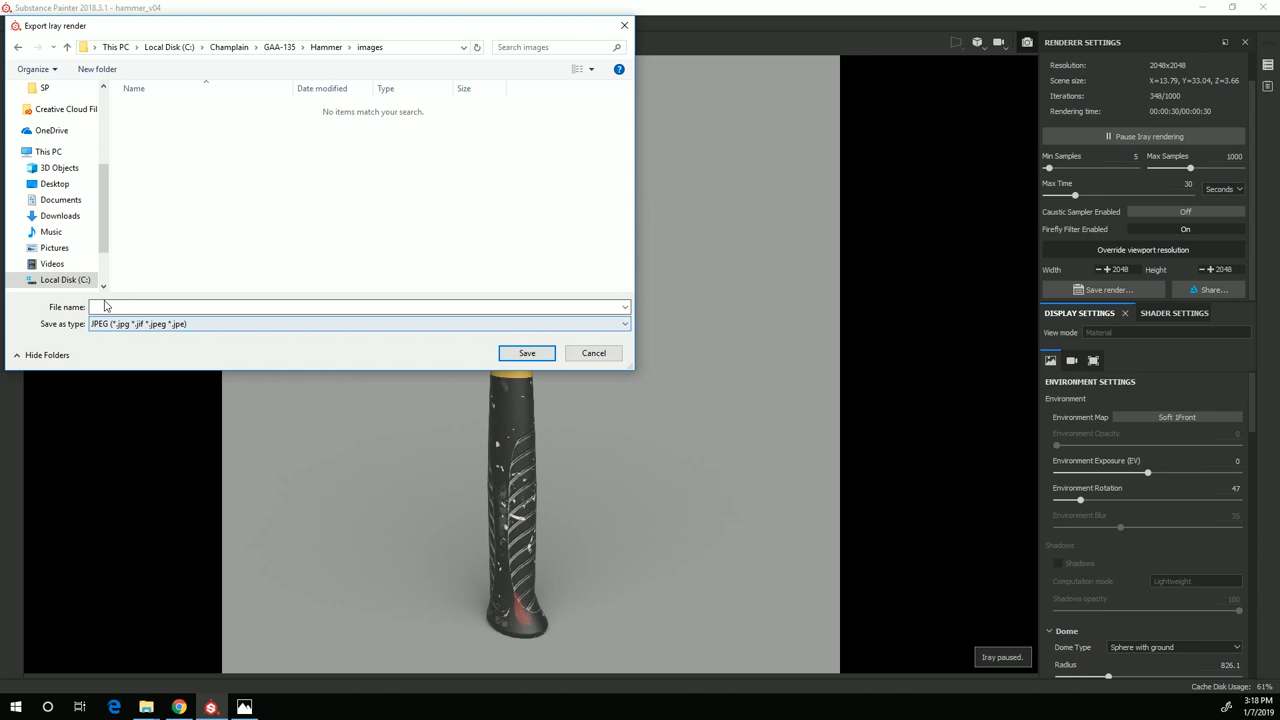 Substance Painter 2018.3.1 - hammer_v04
Export Iray render
This PC > Local Disk (C:) > Champlain > GAA-135 > Hammer > images
Search images
Organize
New folder
SP
Creative Cloud Fil
OneDrive
This PC
3D Objects
Desktop
Documents
Downloads
Music
Pictures
Videos
Local Disk (C:)
Name
Date modified
Type
Size
No items match your search.
File name:
Save as type:
JPEG (*.jpg *.jif *.jpeg *.jpe)
Hide Folders
Save
Cancel
RENDERER SETTINGS
Resolution: 2048x2048
Scene size: X=13.79, Y=33.04, Z=3.66
Iterations: 348/1000
Rendering time: 00:00:30/00:00:30
Pause Iray rendering
Min Samples 5 Max Samples 1000
Max Time 30 Seconds
Caustic Sampler Enabled Off
Firefly Filter Enabled On
Override viewport resolution
Width 2048 Height 2048
Save render... Share...
DISPLAY SETTINGS SHADER SETTINGS
View mode Material
ENVIRONMENT SETTINGS
Environment
Environment Map Soft 1Front
Environment Opacity 0
Environment Exposure (EV) 0
Environment Rotation 47
Environment Blur 35
Shadows
Shadows
Computation mode Lightweight
Shadows opacity 100
Dome
Dome Type Sphere with ground
Radius 826.1
Iray paused.
Cache Disk Usage: 61%
3:18 PM
1/7/2019